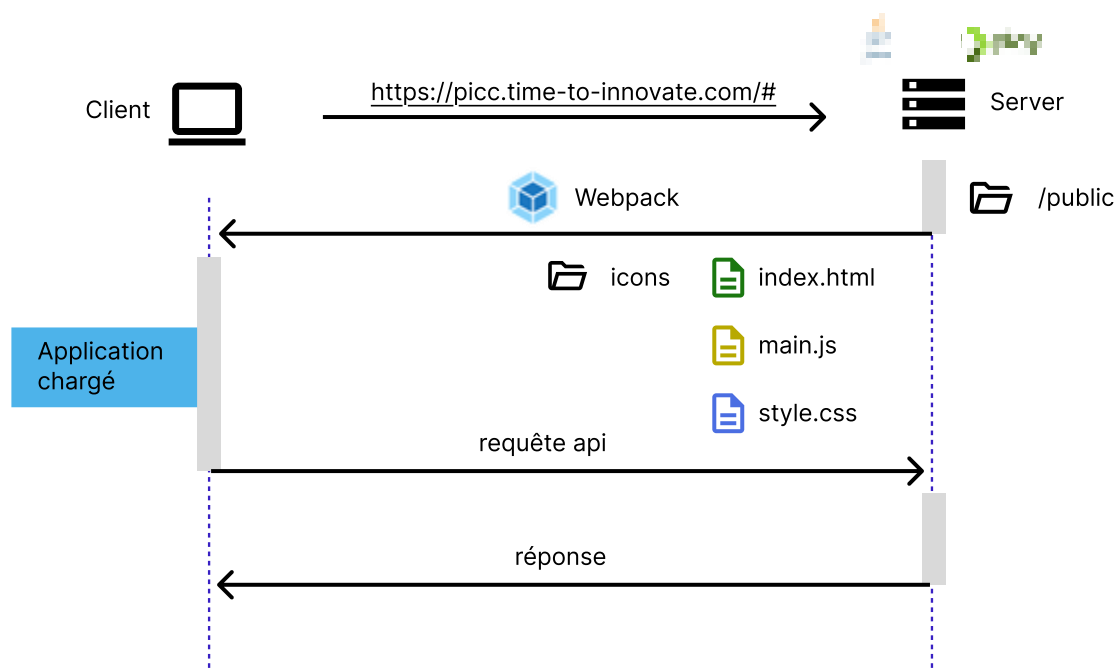 Client
https://picc.time-to-innovate.com/#
Server
Webpack
/public
icons
index.html
Application
chargé
main.js
style.css
requête api
réponse